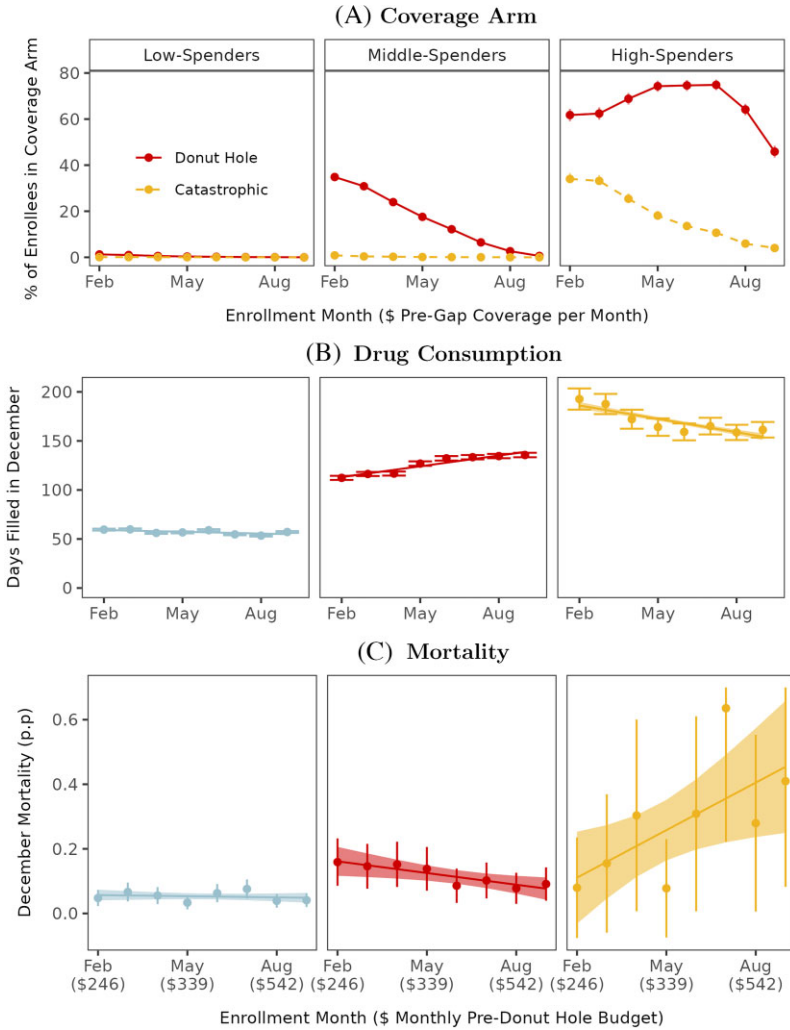 (A) Coverage Arm
Low-Spenders Middle-Spenders High-Spenders
% of Enrollees in Coverage Arm
80
60
40
20
0
Donut Hole
Catastrophic
Feb May Aug Feb May Aug Feb May Aug
Enrollment Month ($ Pre-Gap Coverage per Month)
(B) Drug Consumption
Days Filled in December
200
150
100
50
0
Feb May Aug Feb May Aug Feb May Aug
(C) Mortality
December Mortality (p.p)
0.6
0.4
0.2
0.0
Feb May Aug Feb May Aug Feb May Aug
($246) ($339) ($542) ($246) ($339) ($542) ($246) ($339) ($542)
Enrollment Month ($ Monthly Pre-Donut Hole Budget)